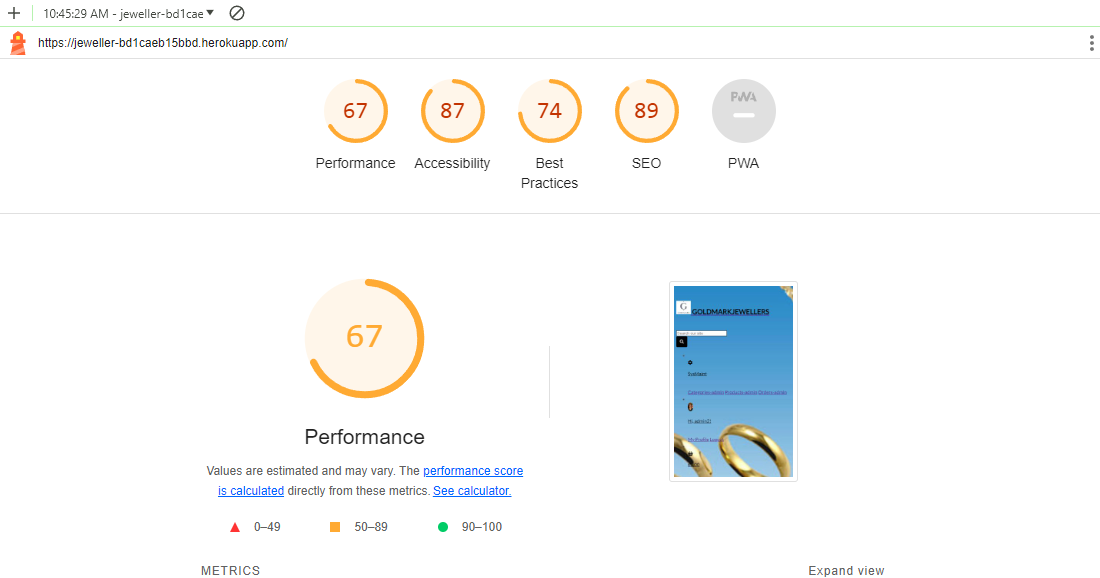 10:45:29 AM - jeweller-bd1cae
https://jeweller-bd1caeb15bbd.herokuapp.com/
67
87
74
89
PWA
Performance
Accessibility
Best
Practices
SEO
PWA
67
Performance
Values are estimated and may vary. The performance score
is calculated directly from these metrics. See calculator.
0–49
50–89
90–100
G
GOLDMARKJEWELLERS
METRICS
Expand view